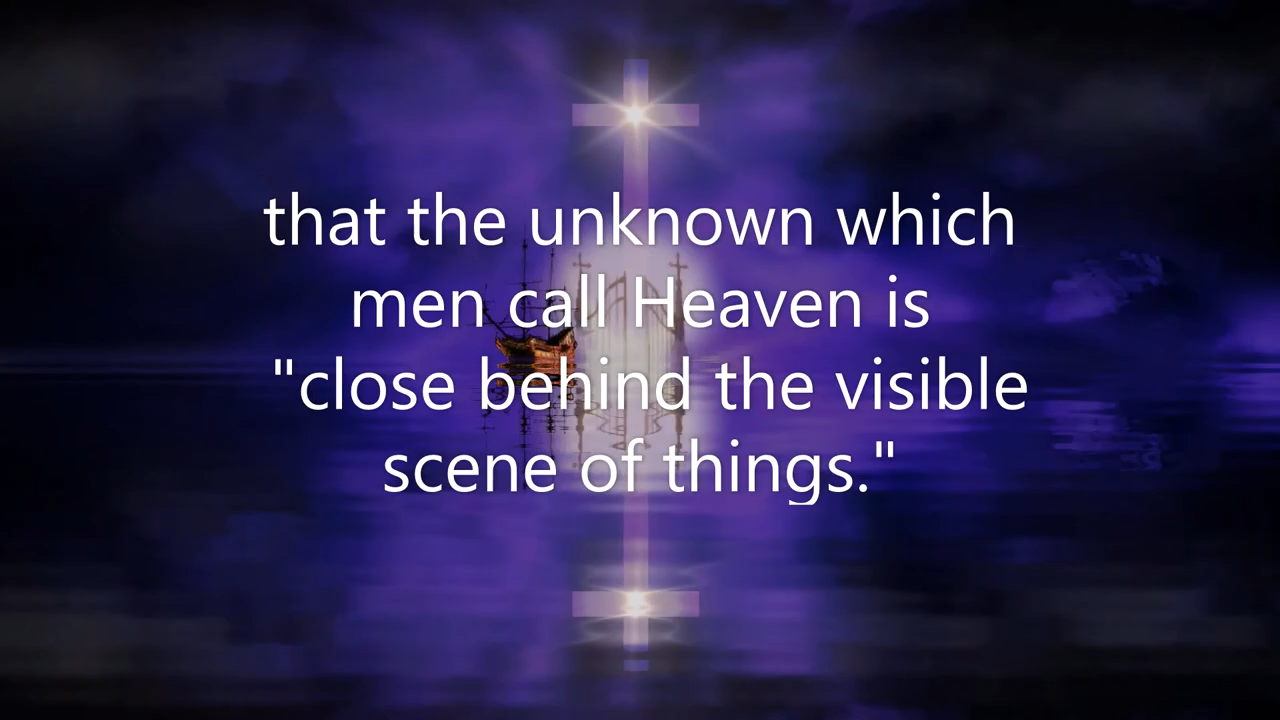 that the unknown which
men call Heaven is
"close behind the visible
scene of things."